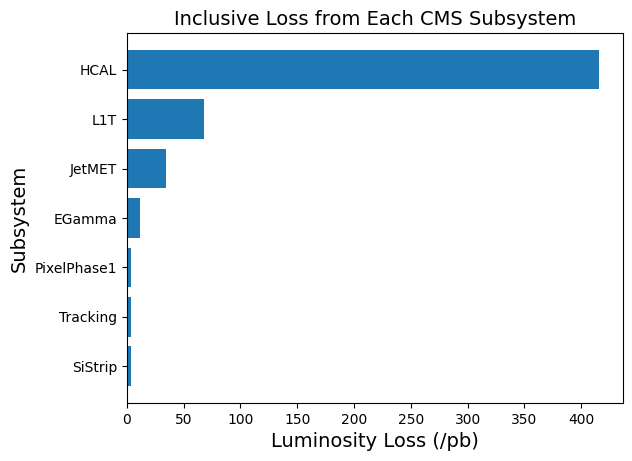 Inclusive Loss from Each CMS Subsystem
Subsystem
HCAL
L1T
JetMET
EGamma
PixelPhase1
Tracking
SiStrip
0 50 100 150 200 250 300 350 400
Luminosity Loss (/pb)